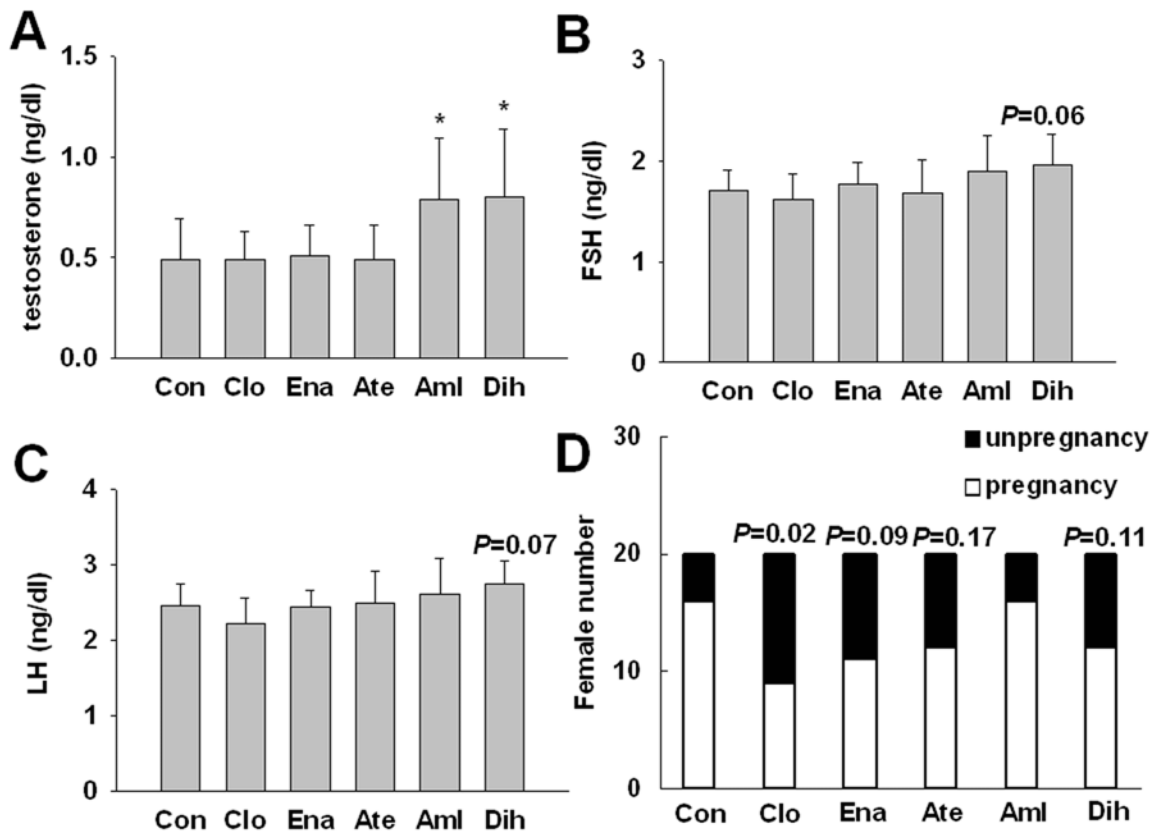 A
testosterone (ng/dl)
1.5
1.0
0.5
0.0
* *
Con Clo Ena Ate Aml Dih
B
FSH (ng/dl)
3
2
1
0
P=0.06
Con Clo Ena Ate Aml Dih
C
LH (ng/dl)
4
3
2
1
0
P=0.07
Con Clo Ena Ate Aml Dih
D
Female number
30
20
10
0
unpregnancy
pregnancy
P=0.02 P=0.09 P=0.17 P=0.11
Con Clo Ena Ate Aml Dih